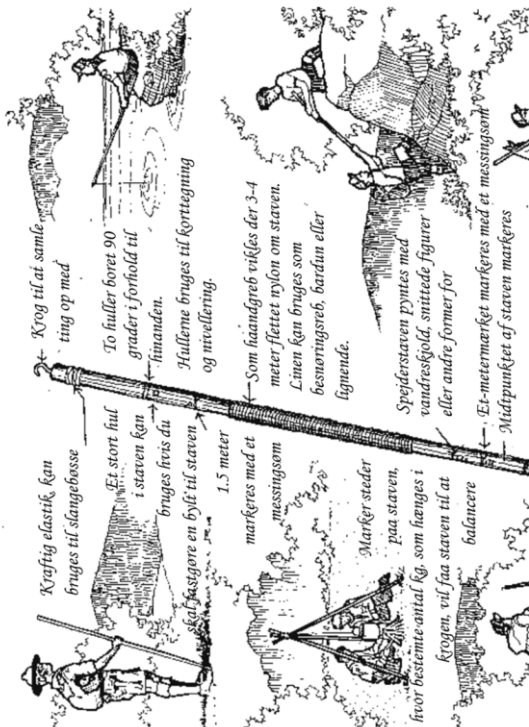 Krog til at samle
ting op med
Kraftig elastik, kan
bruges til slangebøsse
To huller boret 90
grader i forhold til
hinanden.
Hullerne bruges til korttegning
og nivellering.
Et stort hul
i staven kan
bruges hvis du
skal fastgøre en bylt til staven
1.5 meter
markeres med et
messingsøm
Som haandgreb vikles der 3-4
meter flettet nylon om staven.
Linen kan bruges som
besnøringsreb, bardun eller
lignende.
Marker steder
paa staven,
hvor bestemte antal kg, som hænges i
krogen, vil faa staven til at
balancere
Spejderstaven pyntes med
vandreskjold, snittede figurer
eller andre former for
Et-metermærket markeres med et messingsøm
Midtpunktet af staven markeres